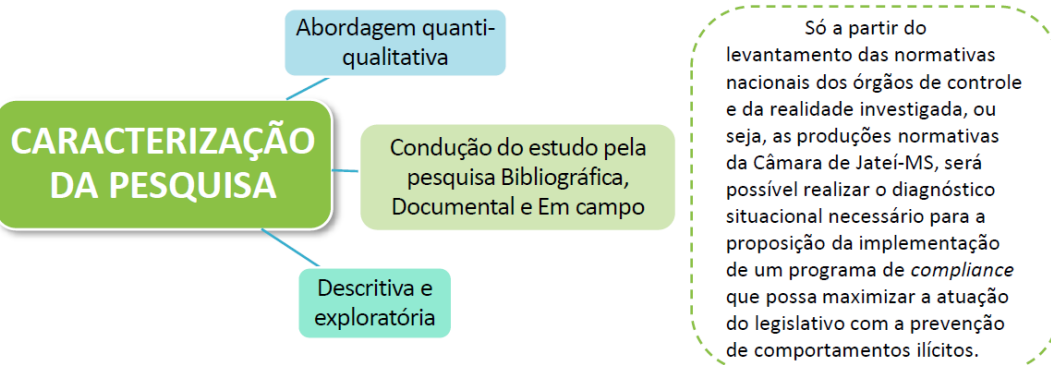 Abordagem quanti-
qualitativa
CARACTERIZAÇÃO
DA PESQUISA
Condução do estudo pela
pesquisa Bibliográfica,
Documental e Em campo
Descritiva e
exploratória
Só a partir do
levantamento das normativas
nacionais dos órgãos de controle
e da realidade investigada, ou
seja, as produções normativas
da Câmara de Jateí-MS, será
possível realizar o diagnóstico
situacional necessário para a
proposição da implementação
de um programa de compliance
que possa maximizar a atuação
do legislativo com a prevenção
de comportamentos ilícitos.